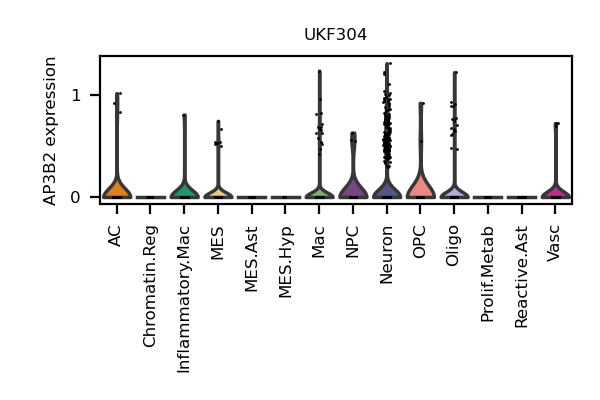 UKF304
AP3B2 expression
1
0
AC
Chromatin.Reg
Inflammatory.Mac
MES
MES.Ast
MES.Hyp
Mac
NPC
Neuron
OPC
Oligo
Prolif.Metab
Reactive.Ast
Vasc